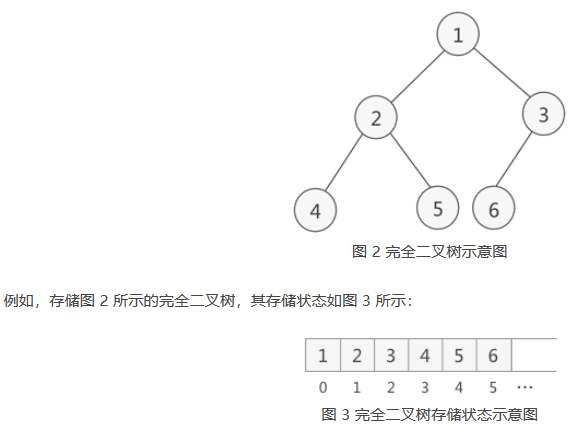 1
2 3
4 5 6
图 2 完全二叉树示意图
例如，存储图 2 所示的完全二叉树，其存储状态如图 3 所示：
1 2 3 4 5 6
0 1 2 3 4 5 ···
图 3 完全二叉树存储状态示意图